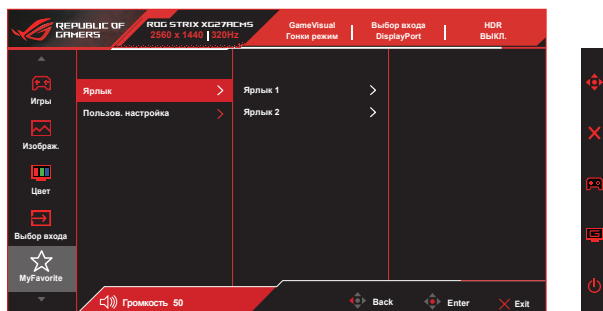 REPUBLIC OF GAMERS
ROG STRIX XG27ACMS
2560 x 1440 | 320Hz
GameVisual
Гонки режим
Выбор входа
DisplayPort
HDR
ВЫКЛ.
Игры
Изображ.
Цвет
Выбор входа
MyFavorite
Ярлык
Пользов. настройка
Ярлык 1
Ярлык 2
Громкость 50
Back
Enter
Exit